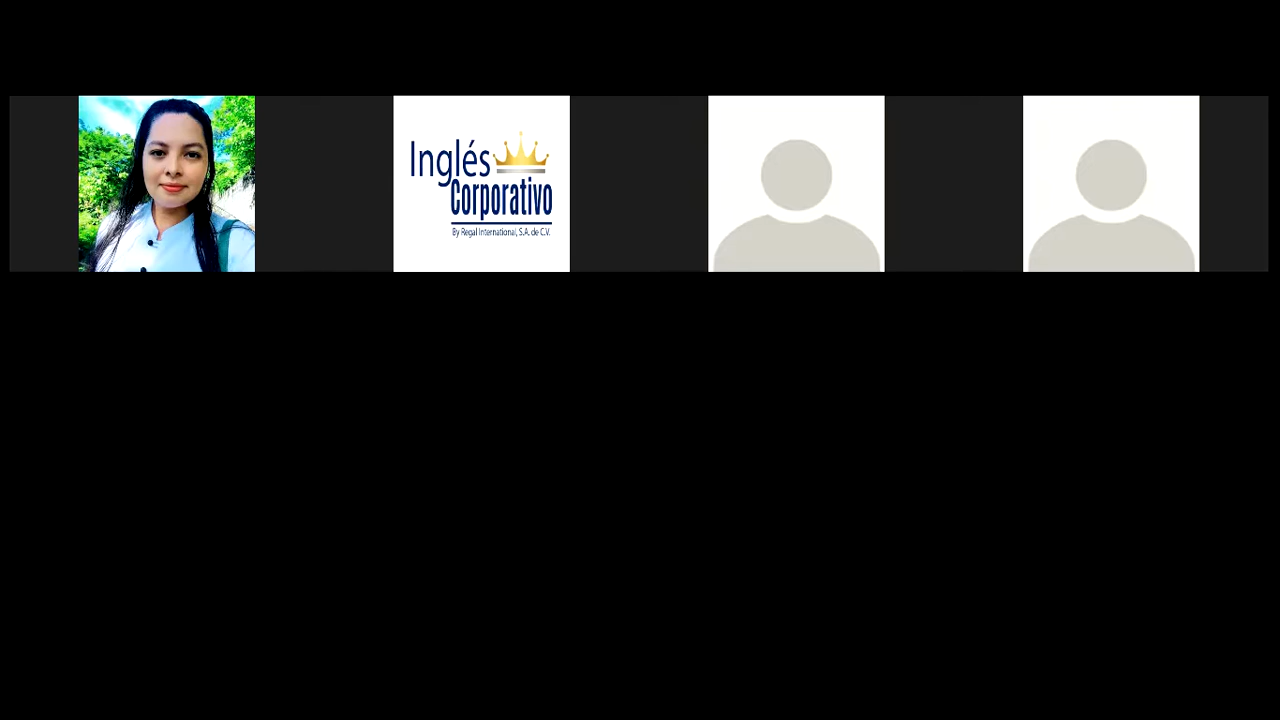 Inglés
Corporativo
By Regal International, S.A. de C.V.